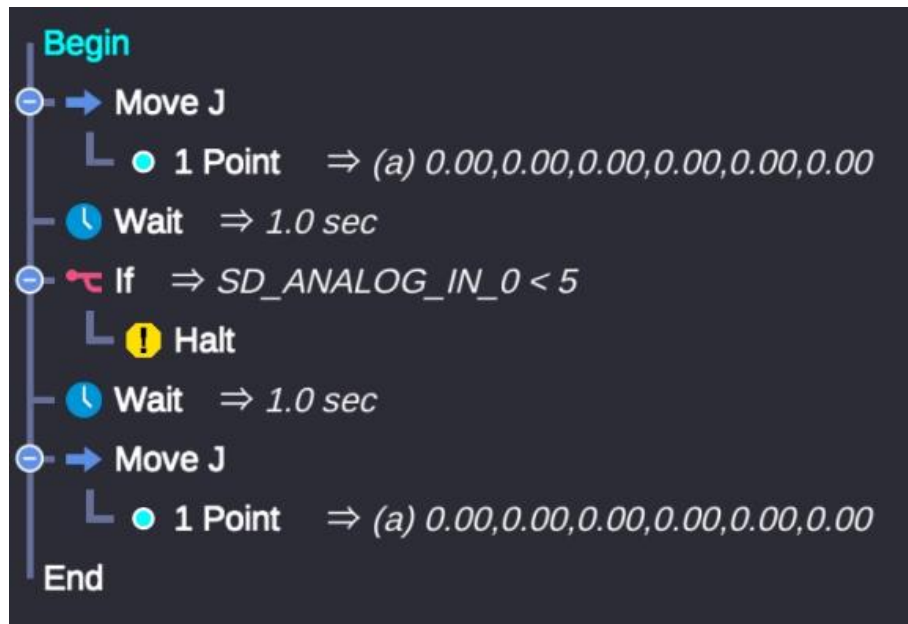 Begin
Move J
1 Point ⇒ (a) 0.00,0.00,0.00,0.00,0.00,0.00
Wait ⇒ 1.0 sec
If ⇒ SD_ANALOG_IN_0 < 5
! Halt
Wait ⇒ 1.0 sec
Move J
1 Point ⇒ (a) 0.00,0.00,0.00,0.00,0.00,0.00
End